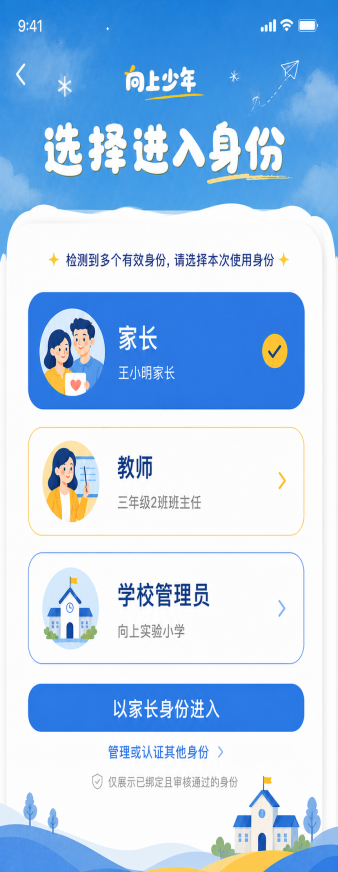 9:41
向上少年
选择进入身份
检测到多个有效身份, 请选择本次使用身份
家长
王小明家长
教师
三年级2班班主任
学校管理员
向上实验小学
以家长身份进入
管理或认证其他身份
仅展示已绑定且审核通过的身份